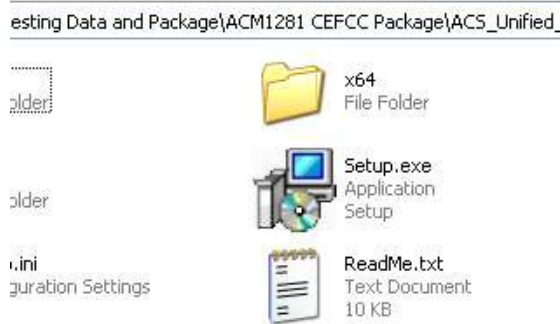 esting Data and Package\ACM1281 CEFCC Package\ACS_Unified_
older
x64
File Folder
older
Setup.exe
Application
Setup
.ini
guration Settings
ReadMe.txt
Text Document
10 KB